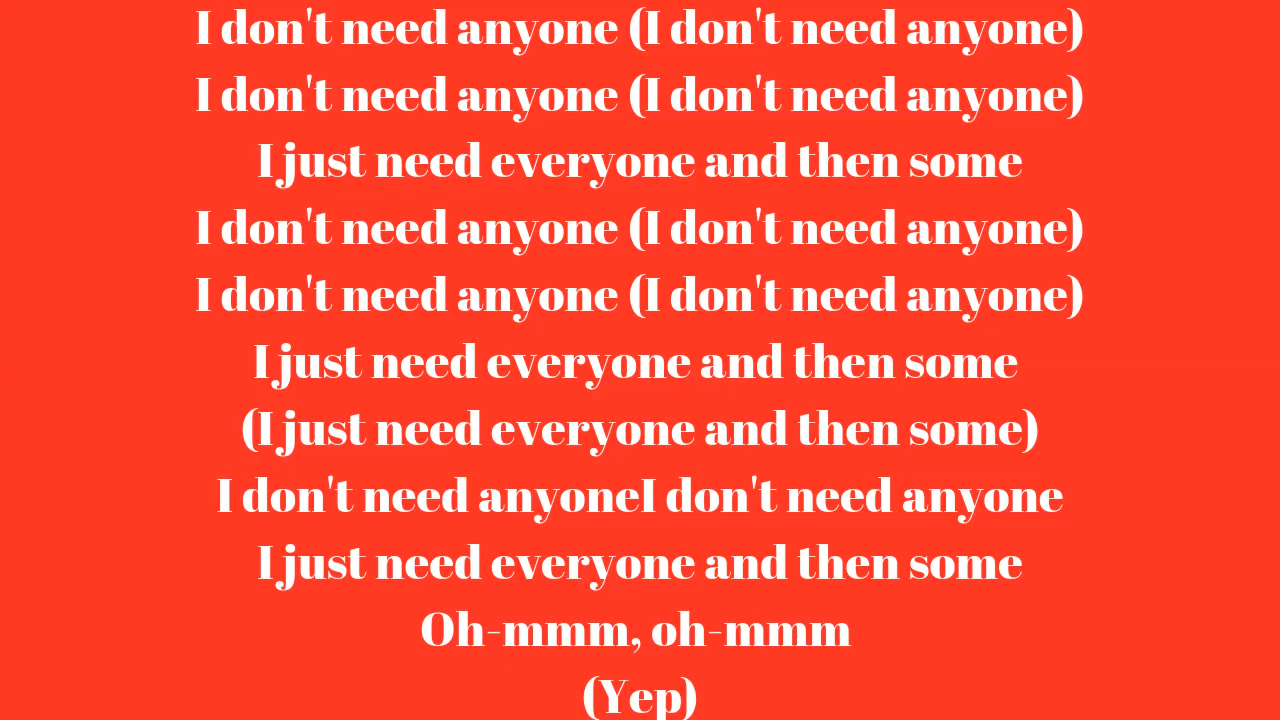 I don't need anyone (I don't need anyone)
I don't need anyone (I don't need anyone)
I just need everyone and then some
I don't need anyone (I don't need anyone)
I don't need anyone (I don't need anyone)
I just need everyone and then some
(I just need everyone and then some)
I don't need anyoneI don't need anyone
I just need everyone and then some
Oh-mmm, oh-mmm
(Yep)